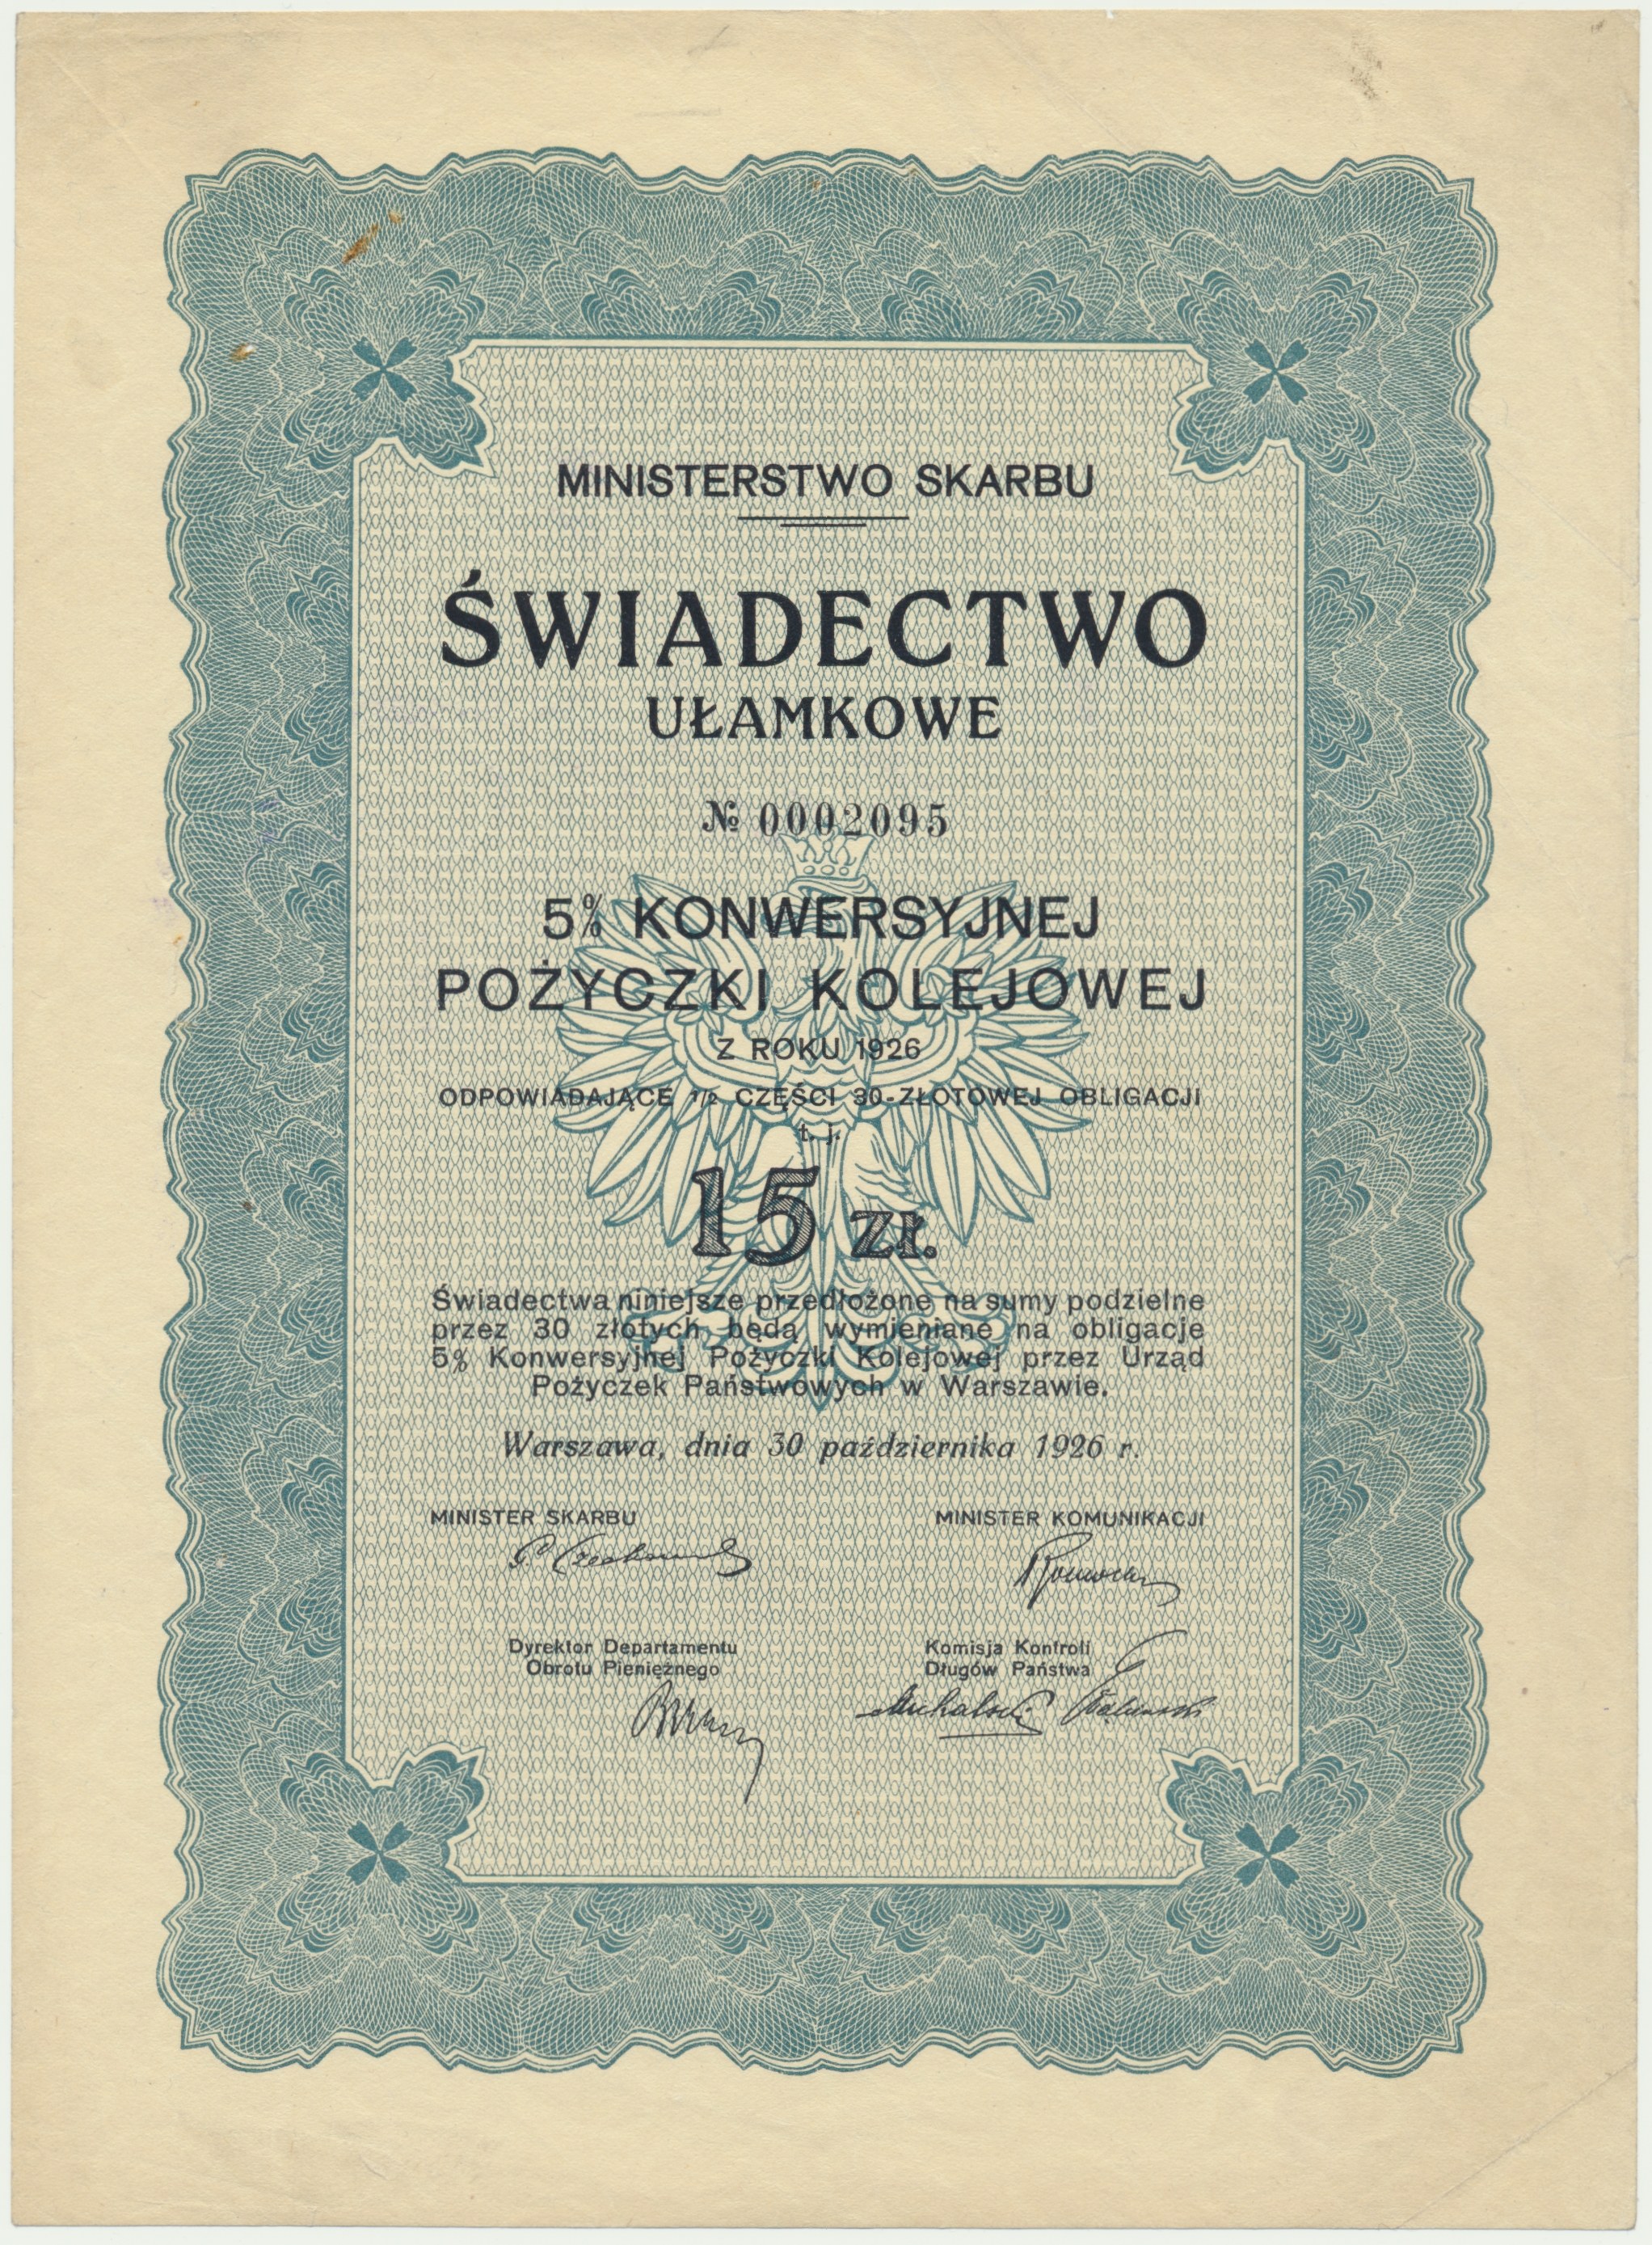 MINISTERSTWO SKARBU
ŚWIADECTWO
UŁAMKOWE
№ 0002095
5% KONWERSYJNEJ
POŻYCZKI KOLEJOWEJ
Z ROKU 1926
ODPOWIADAJĄCE 1/2 CZĘŚCI 30-ZŁOTOWEJ OBLIGACJI
t. j.
15 zł.
Świadectwa niniejsze przedłożone na sumy podzielne
przez 30 złotych będą wymieniane na obligacje
5% Konwersyjnej Pożyczki Kolejowej przez Urząd
Pożyczek Państwowych w Warszawie.
Warszawa, dnia 30 października 1926 r.
MINISTER SKARBU
MINISTER KOMUNIKACJI
Dyrektor Departamentu
Obrotu Pieniężnego
Komisja Kontroli
Długów Państwa